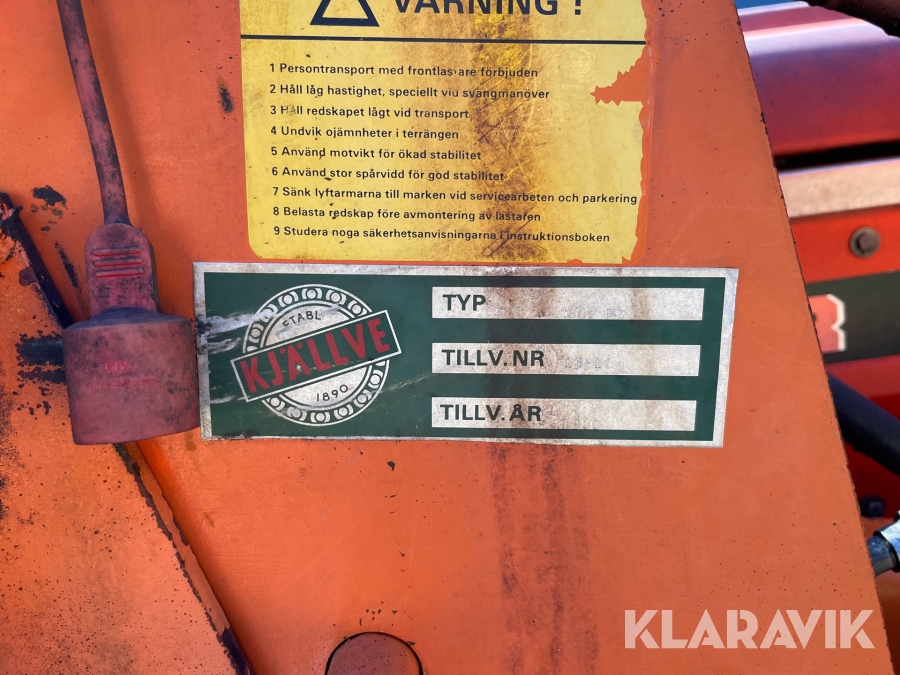 VARNING !
1 Persontransport med frontlastare förbjuden
2 Håll låg hastighet, speciellt vid svängmanöver
3 Håll redskapet lågt vid transport
4 Undvik ojämnheter i terrängen
5 Använd motvikt för ökad stabilitet
6 Använd stor spårvidd för god stabilitet
7 Sänk lyftarmarna till marken vid servicearbeten och parkering
8 Belasta redskap före avmontering av lastaren
9 Studera noga säkerhetsanvisningarna i instruktionsboken
ETABL.
KJÄLLVE
1890
TYP
TILLV.NR
TILLV.ÅR
KLARAVIK